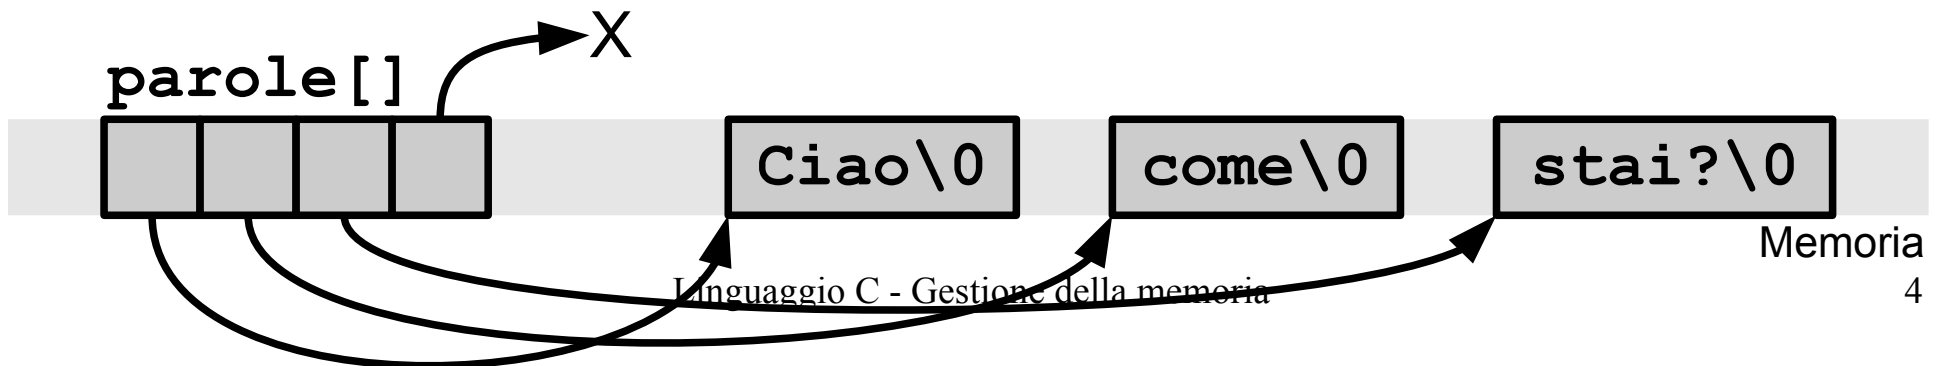 X
parole[]
Ciao\0 come\0 stai?\0
Memoria
Linguaggio C - Gestione della memoria 4